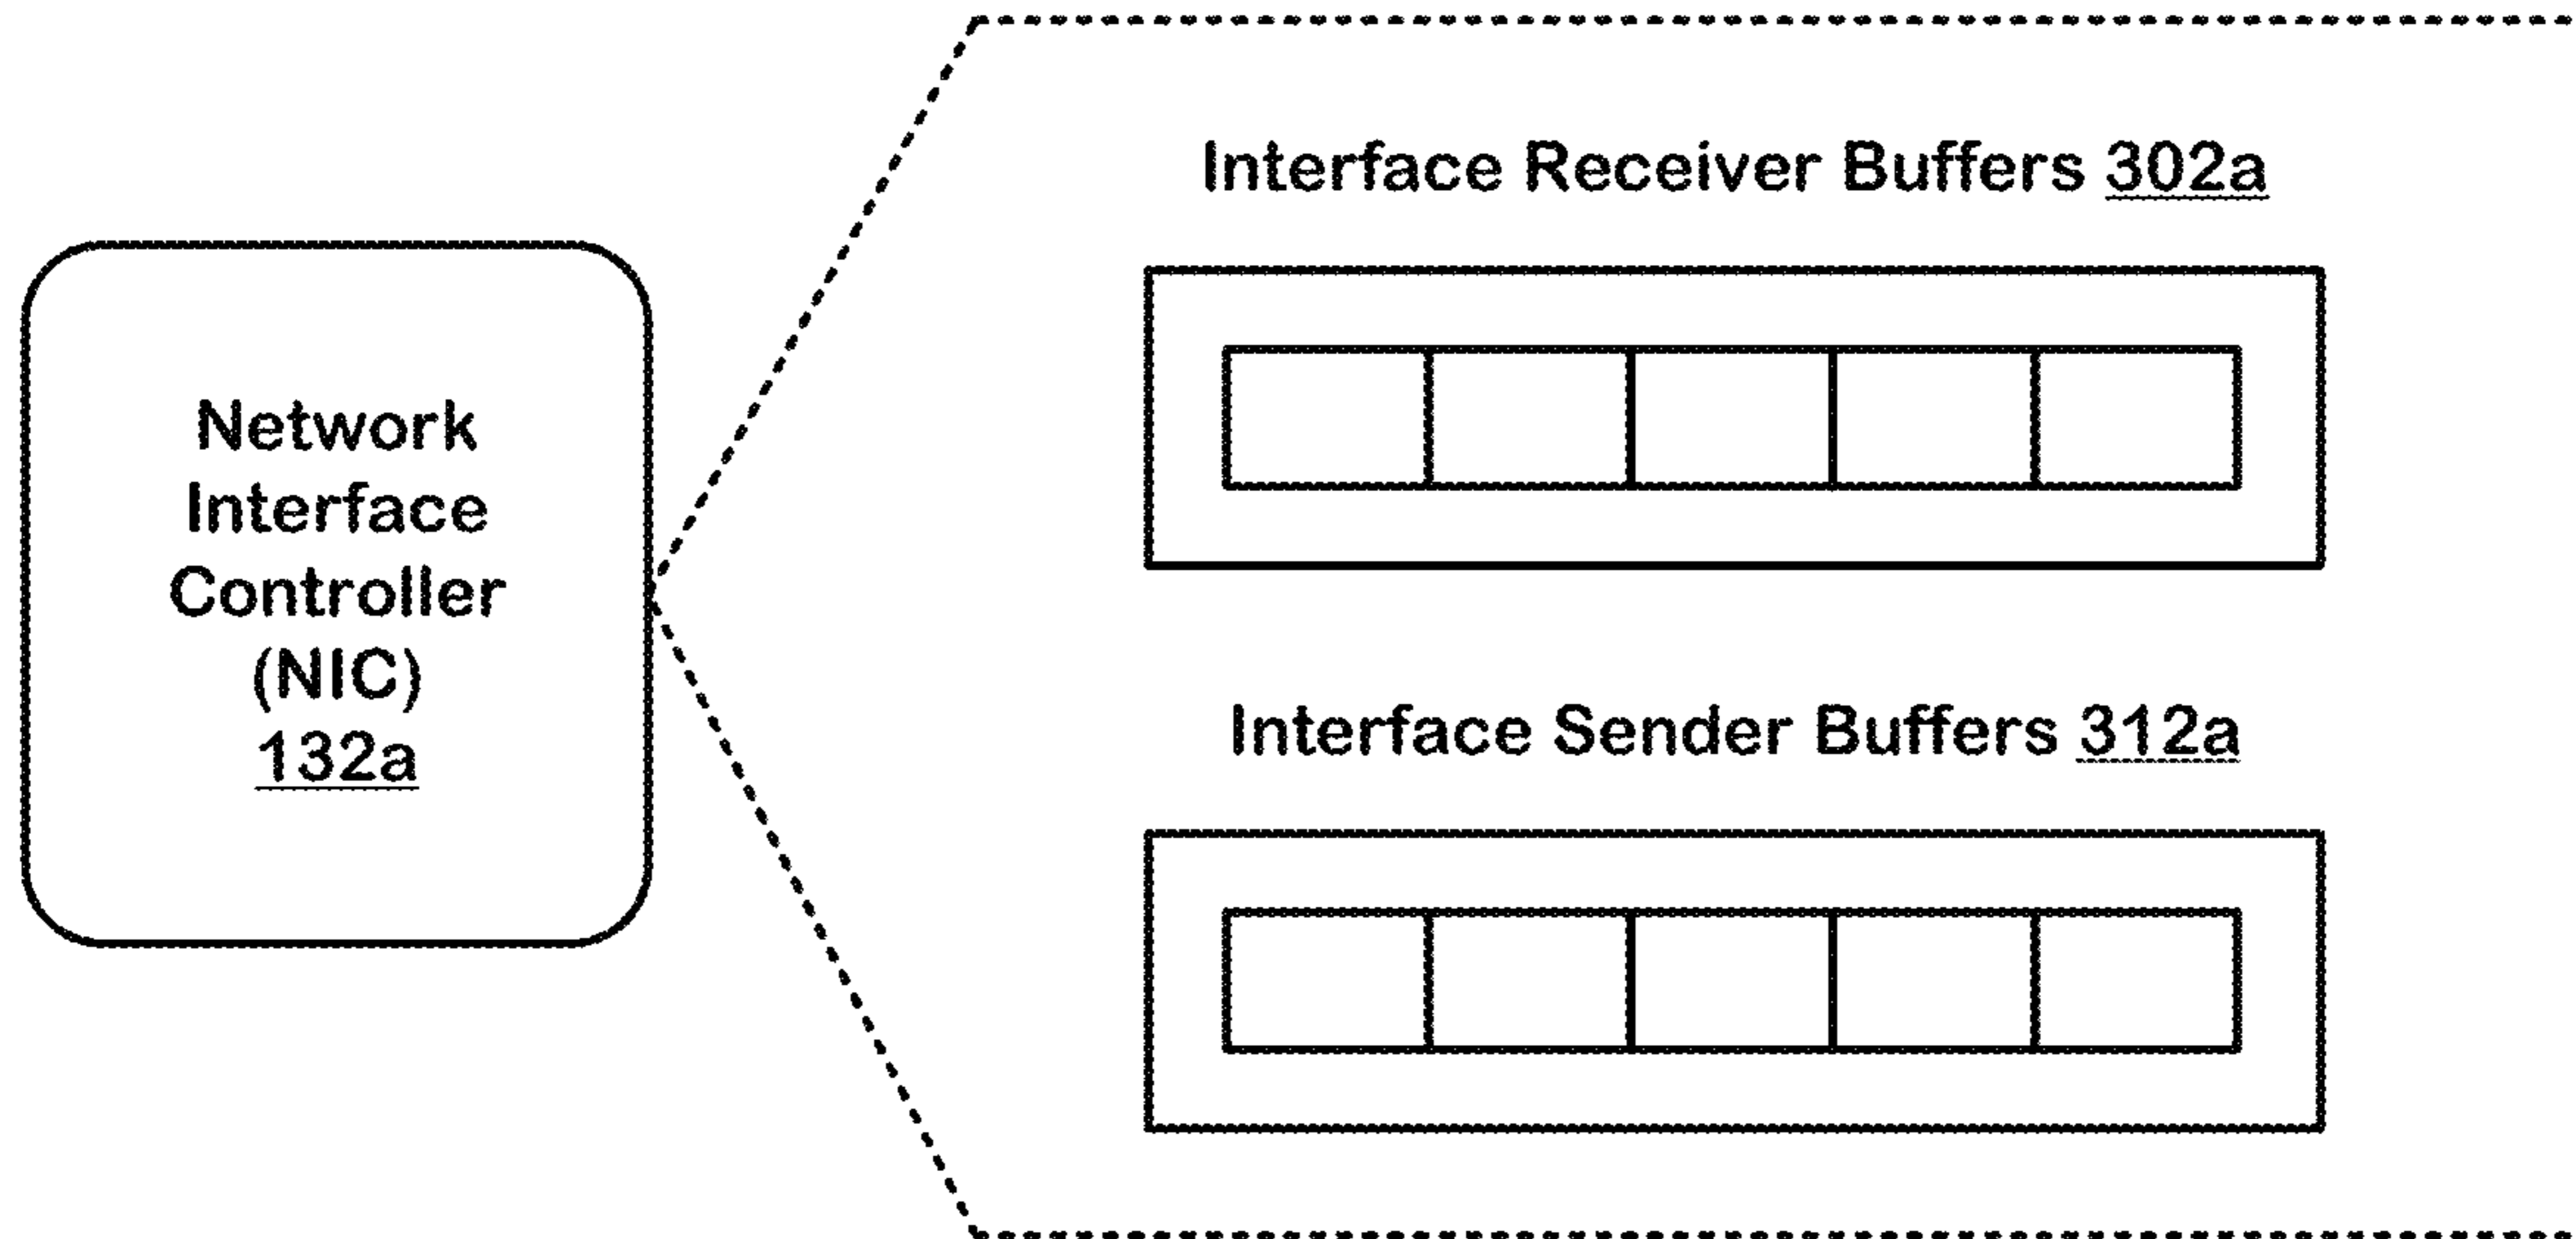 Network
Interface
Controller
(NIC)
132a
Interface Receiver Buffers 302a
Interface Sender Buffers 312a